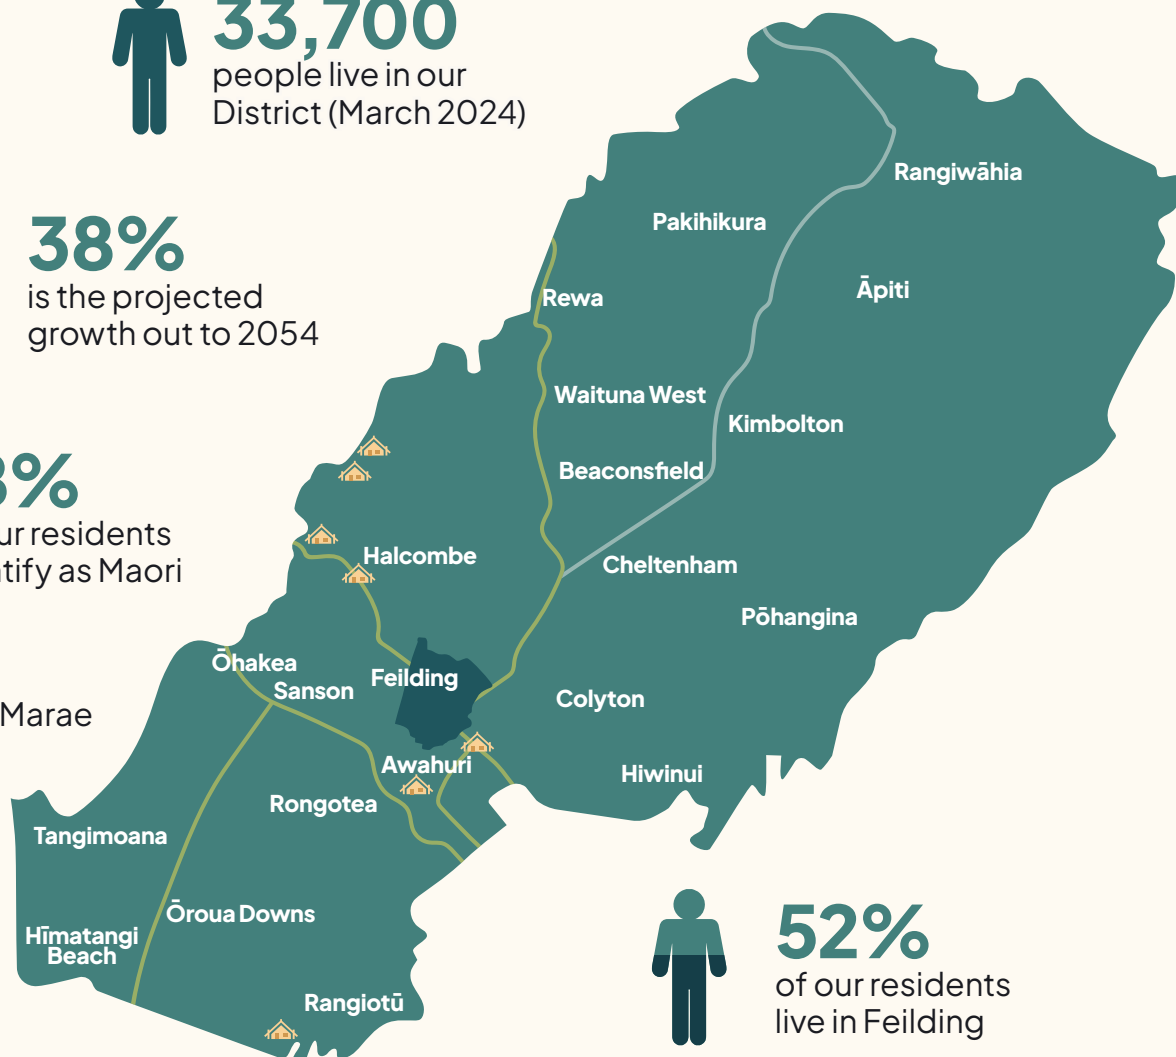 33,700
people live in our
District (March 2024)
38%
is the projected
growth out to 2054
%
residents
as Maori
Marae
Rangiwāhia
Pakihikura
Āpiti
Rewa
Waituna West
Kimbolton
Beaconsfield
Halcombe
Cheltenham
Pōhangina
Ōhakea
Sanson
Feilding
Colyton
Awahuri
Hiwinui
Rongotea
Tangimoana
Ōroua Downs
Hīmatangi
Beach
Rangiotū
52%
of our residents
live in Feilding